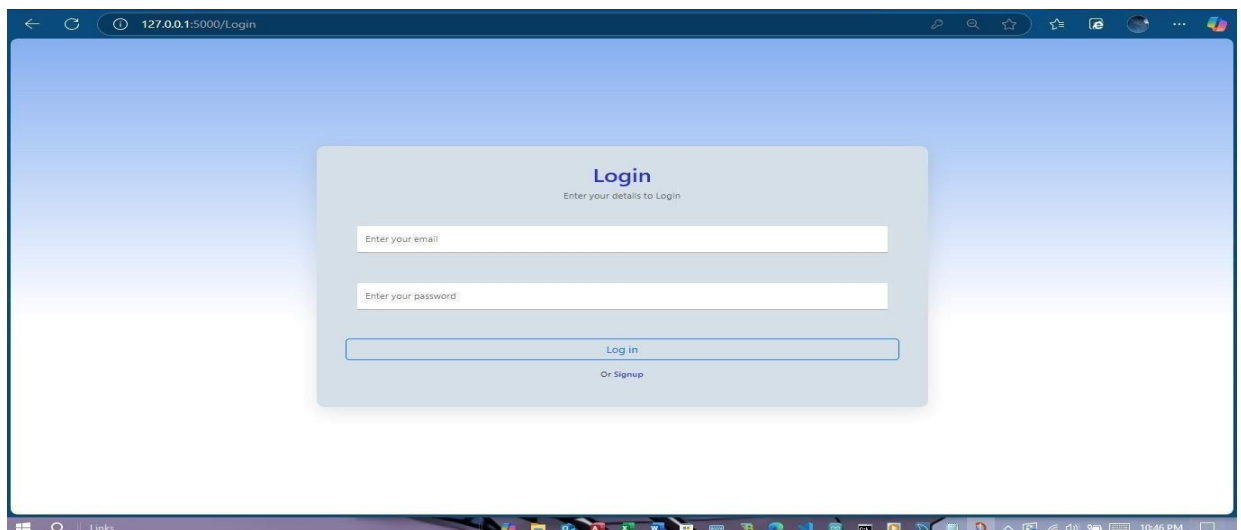 127.0.0.1:5000/Login
Login
Enter your details to Login
Enter your email
Enter your password
Log in
Or Signup
Links
10:46 PM